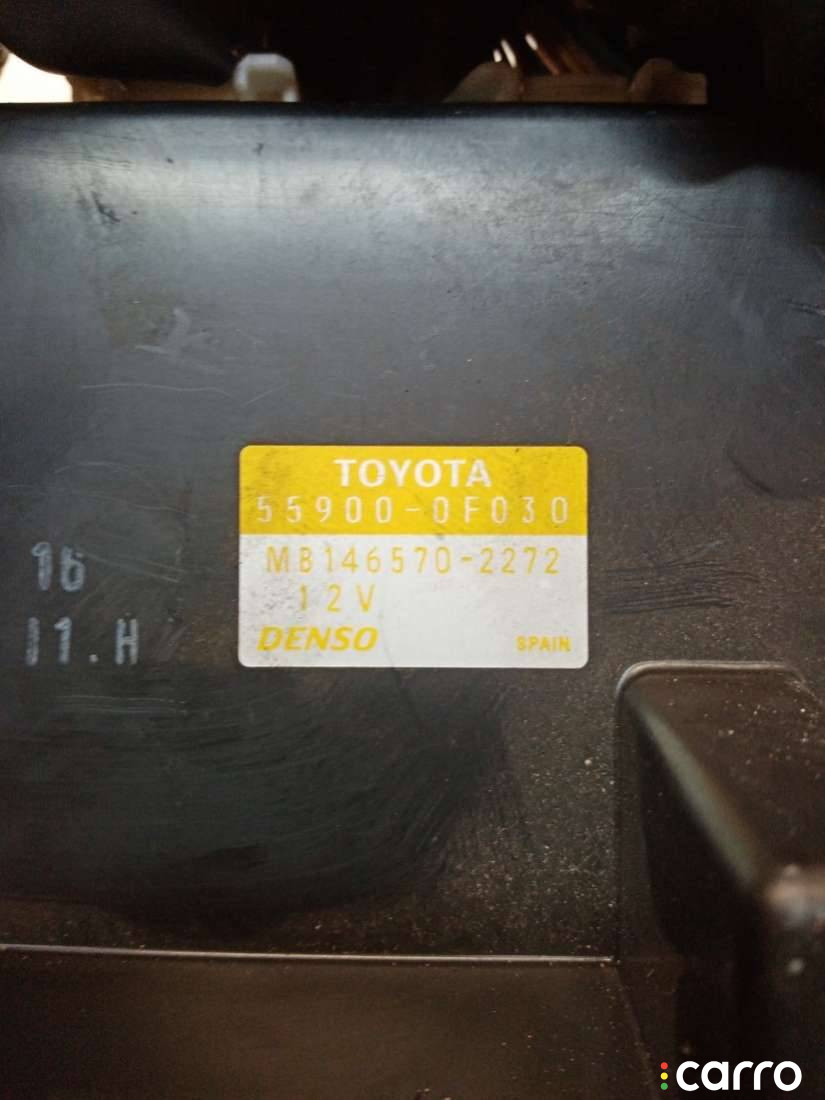 TOYOTA
55900-0F030
MB146570-2272
12V
DENSO SPAIN
16
11.H
carro